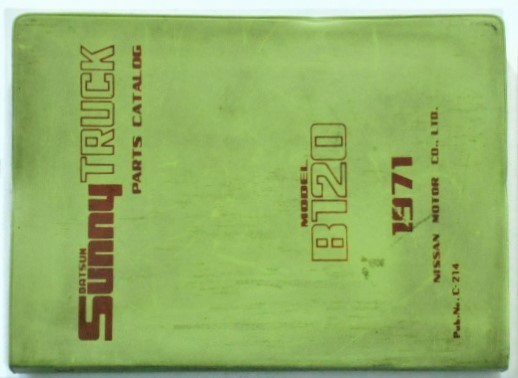 DATSUN
Sunny TRUCK
PARTS CATALOG
MODEL
B120
1971
NISSAN MOTOR CO., LTD.
Pub. No. C-214